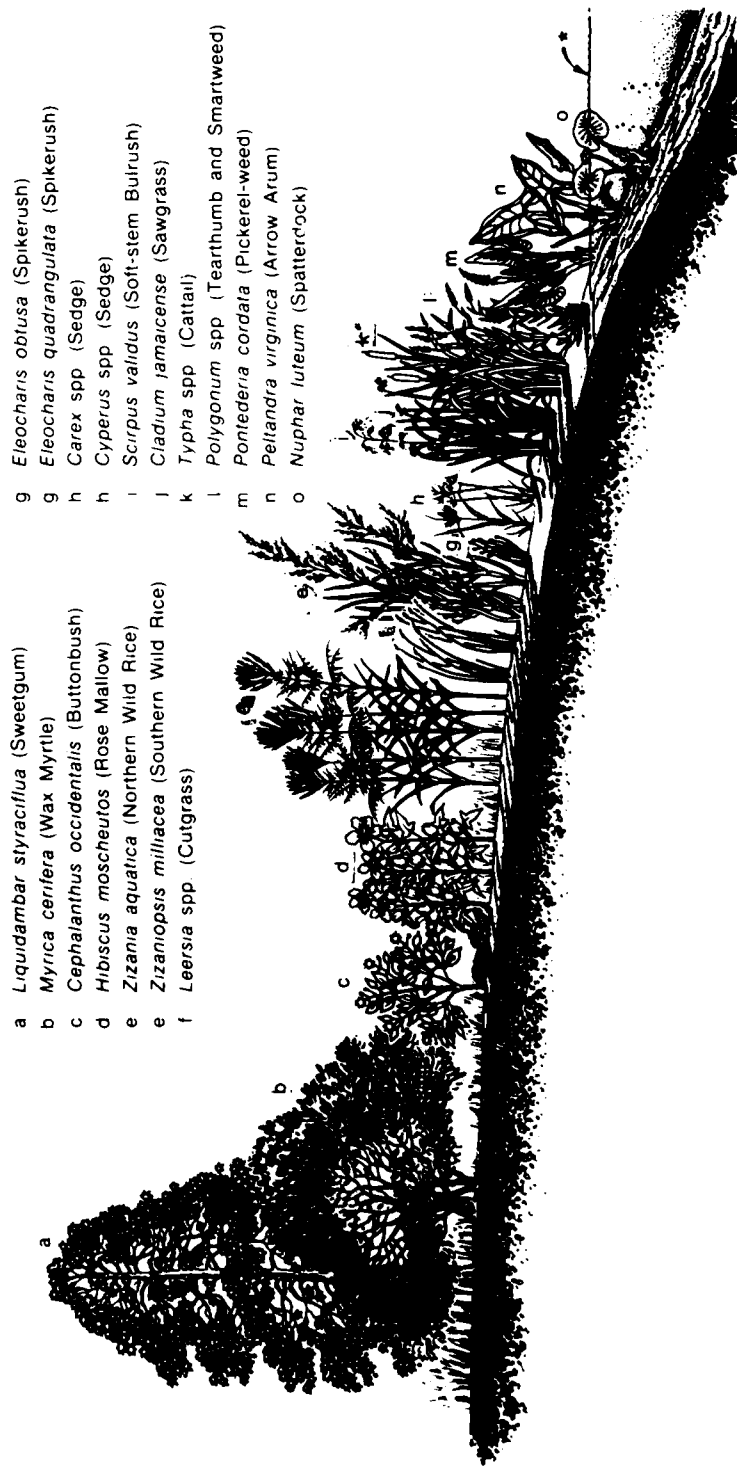 a Liquidambar styraciflua (Sweetgum)
b Myrica cerifera (Wax Myrtle)
c Cephalanthus occidentalis (Buttonbush)
d Hibiscus moscheutos (Rose Mallow)
e Zizania aquatica (Northern Wild Rice)
e Zizaniopsis milliacea (Southern Wild Rice)
f Leersia spp. (Cutgrass)
g Eleocharis obtusa (Spikerush)
g Eleocharis quadrangulata (Spikerush)
h Carex spp (Sedge)
h Cyperus spp (Sedge)
i Scirpus validus (Soft-stem Bulrush)
j Cladium jamaicense (Sawgrass)
k Typha spp (Cattail)
l Polygonum spp (Tearthumb and Smartweed)
m Pontederia cordata (Pickerel-weed)
n Peltandra virginica (Arrow Arum)
o Nuphar luteum (Spatterdock)
a
b
c
d
e
g
h
k
l
m
n
o
*